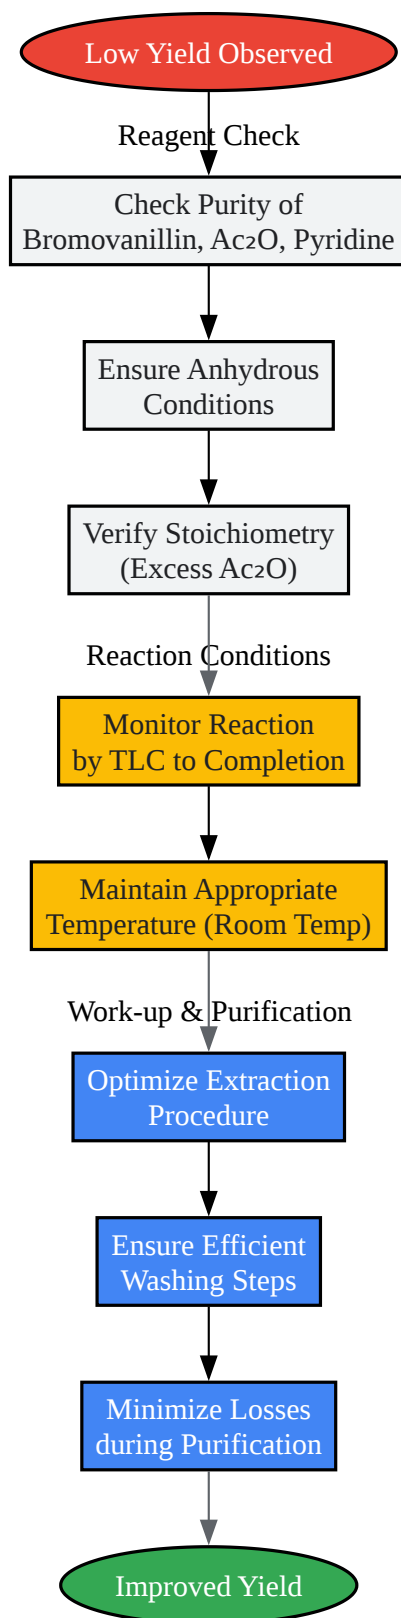 Low Yield Observed
Reagent Check
Check Purity of
Bromovanillin, Ac₂O, Pyridine
Ensure Anhydrous
Conditions
Verify Stoichiometry
(Excess Ac₂O)
Reaction Conditions
Monitor Reaction
by TLC to Completion
Maintain Appropriate
Temperature (Room Temp)
Work-up & Purification
Optimize Extraction
Procedure
Ensure Efficient
Washing Steps
Minimize Losses
during Purification
Improved Yield